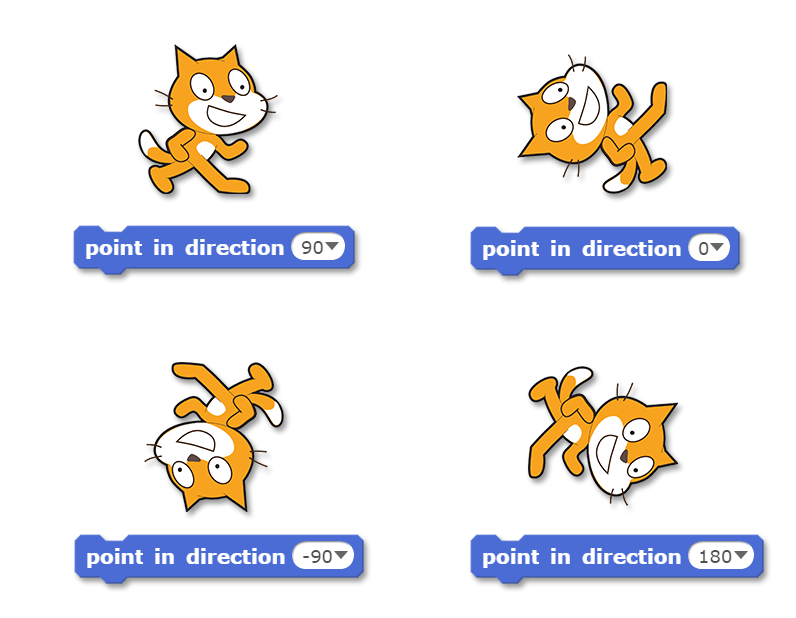 point in direction 90
point in direction 0
point in direction -90
point in direction 180